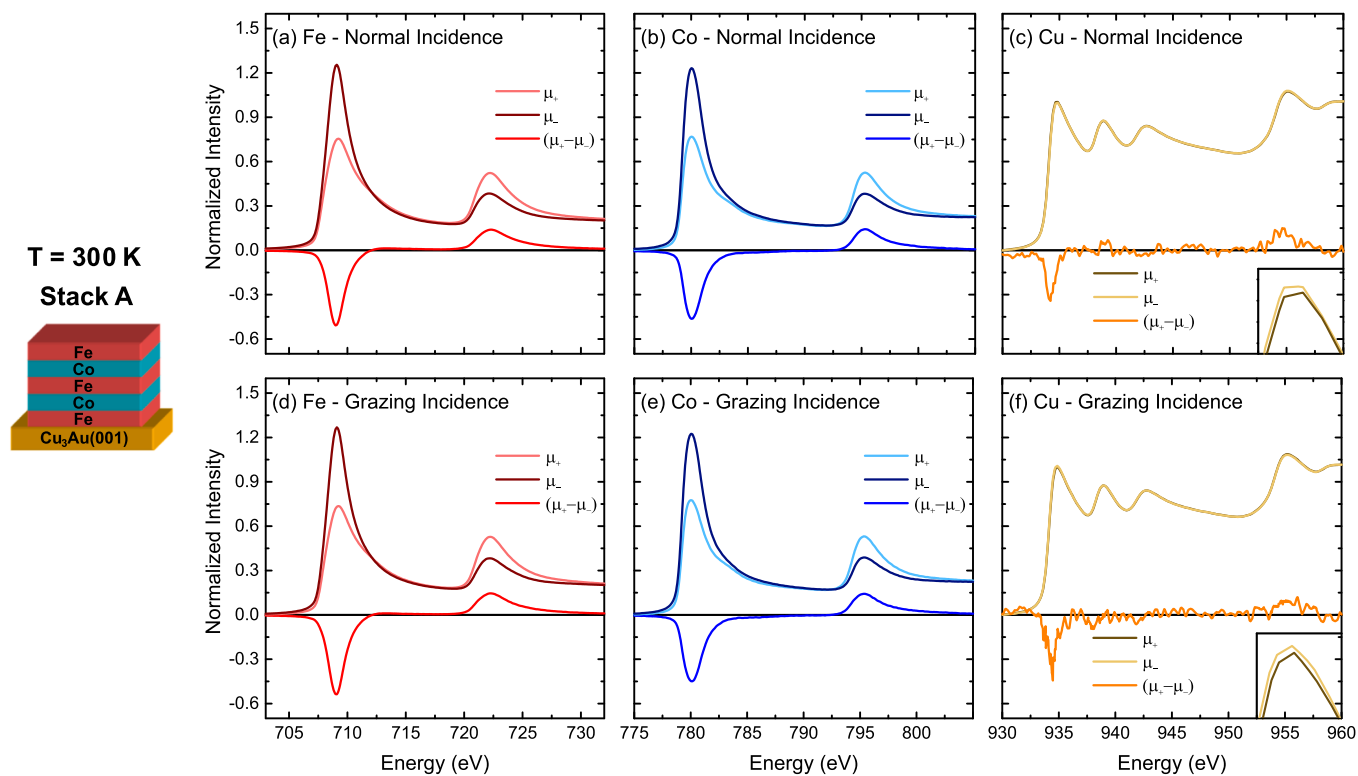 T = 300 K
Stack A
Fe
Co
Fe
Co
Fe
Cu₃Au(001)
Normalized Intensity
1.5
1.2
0.9
0.6
0.3
0.0
-0.3
-0.6
(a) Fe - Normal Incidence
μ₊
μ₋
(μ₊−μ₋)
(b) Co - Normal Incidence
μ₊
μ₋
(μ₊−μ₋)
(c) Cu - Normal Incidence
μ₊
μ₋
(μ₊−μ₋)
Normalized Intensity
1.5
1.2
0.9
0.6
0.3
0.0
-0.3
-0.6
(d) Fe - Grazing Incidence
μ₊
μ₋
(μ₊−μ₋)
705 710 715 720 725 730
Energy (eV)
(e) Co - Grazing Incidence
μ₊
μ₋
(μ₊−μ₋)
775 780 785 790 795 800
Energy (eV)
(f) Cu - Grazing Incidence
μ₊
μ₋
(μ₊−μ₋)
930 935 940 945 950 955 960
Energy (eV)